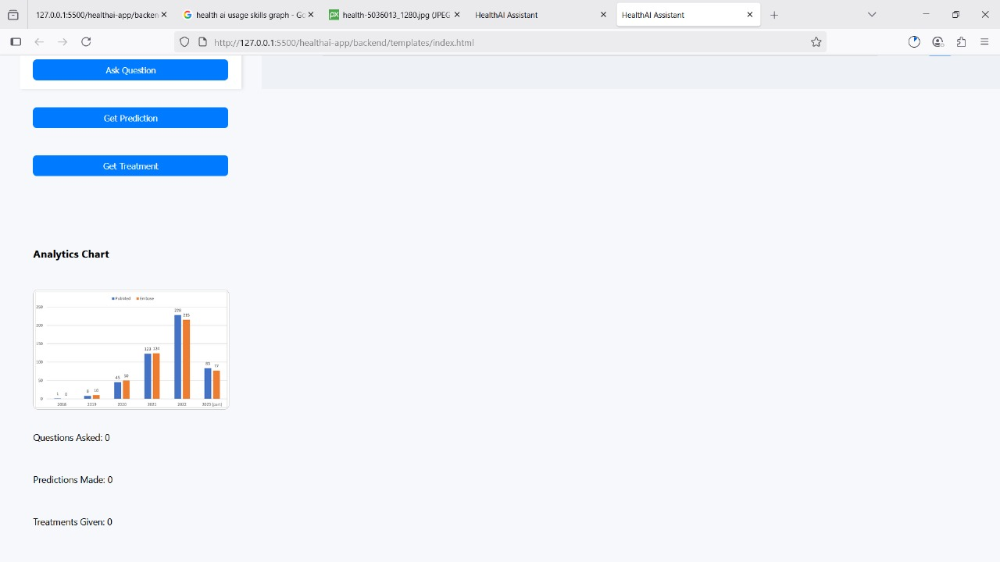 127.0.0.1:5500/healthai-app/backen
health ai usage skills graph - Go
health-5036013_1280.jpg (JPEG
HealthAI Assistant
HealthAI Assistant
http://127.0.0.1:5500/healthai-app/backend/templates/index.html
Ask Question
Get Prediction
Get Treatment
Analytics Chart
PubMed Embase
250
200
150
100
50
0
1 0
8 10
45 50
123 124
228 215
83 77
2018 2019 2020 2021 2022 2023 (part)
Questions Asked: 0
Predictions Made: 0
Treatments Given: 0